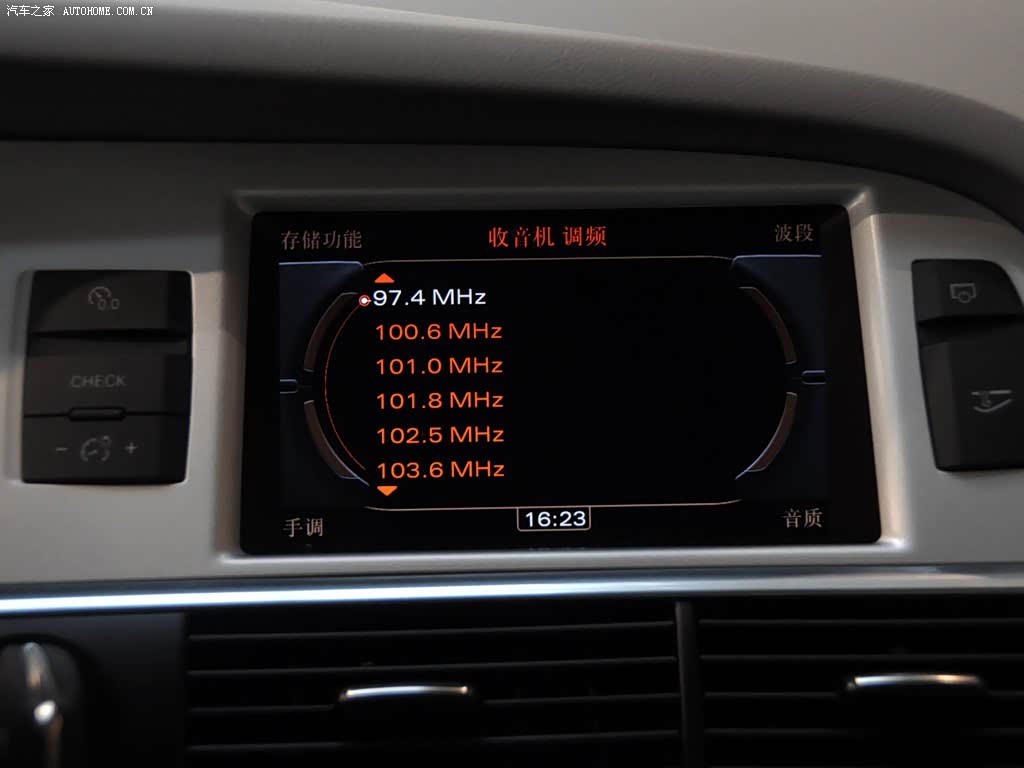 汽车之家 AUTOHOME.COM.CN
存储功能 收音机 调频 波段
97.4 MHz
100.6 MHz
101.0 MHz
CHECK
101.8 MHz
102.5 MHz
- +
103.6 MHz
手调 16:23 音质